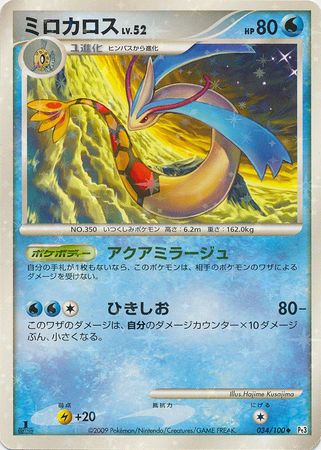 ミロカロス LV.52 HP 80
1進化 ヒンバスから進化
NO.350 いつくしみポケモン 高さ:6.2m 重さ:162.0kg
ポケボディー アクアミラージュ
自分の手札が1枚もないなら、このポケモンは、相手のポケモンのワザによるダ
メージを受けない。
ひきしお 80−
このワザのダメージは、自分のダメージカウンター×10ダメージ
ぶん、小さくなる。
Illus.Hajime Kusajima
弱点 抵抗力 にげる
+20
034/100◆ Pt3
1 EDITION
©2009 Pokémon/Nintendo/Creatures/GAME FREAK.